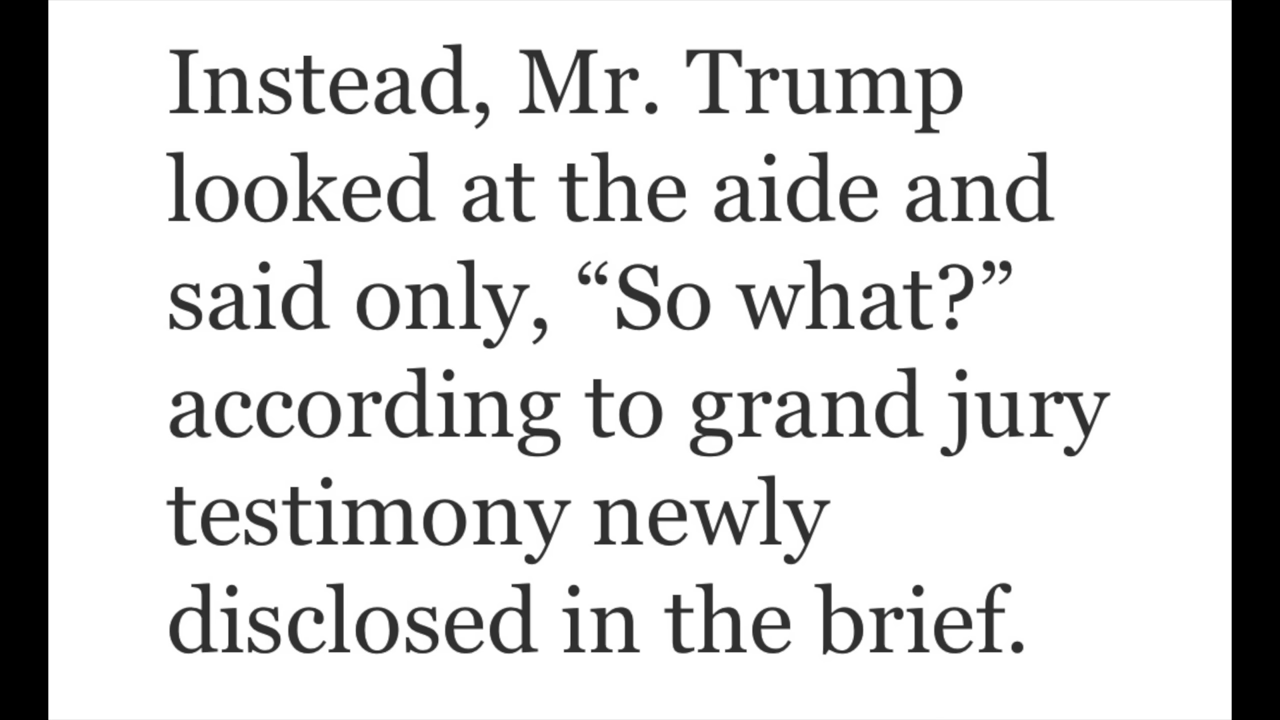 Instead, Mr. Trump
looked at the aide and
said only, “So what?”
according to grand jury
testimony newly
disclosed in the brief.